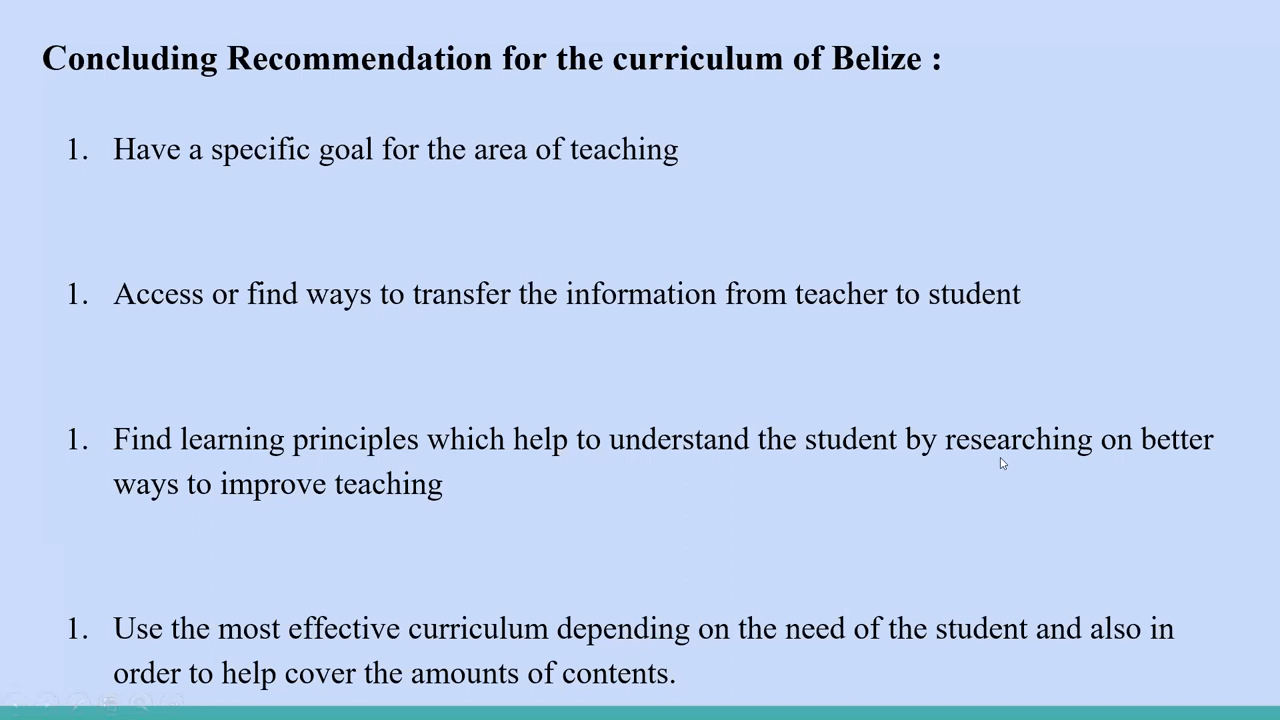 Concluding Recommendation for the curriculum of Belize :
1. Have a specific goal for the area of teaching
1. Access or find ways to transfer the information from teacher to student
1. Find learning principles which help to understand the student by researching on better
ways to improve teaching
1. Use the most effective curriculum depending on the need of the student and also in
order to help cover the amounts of contents.